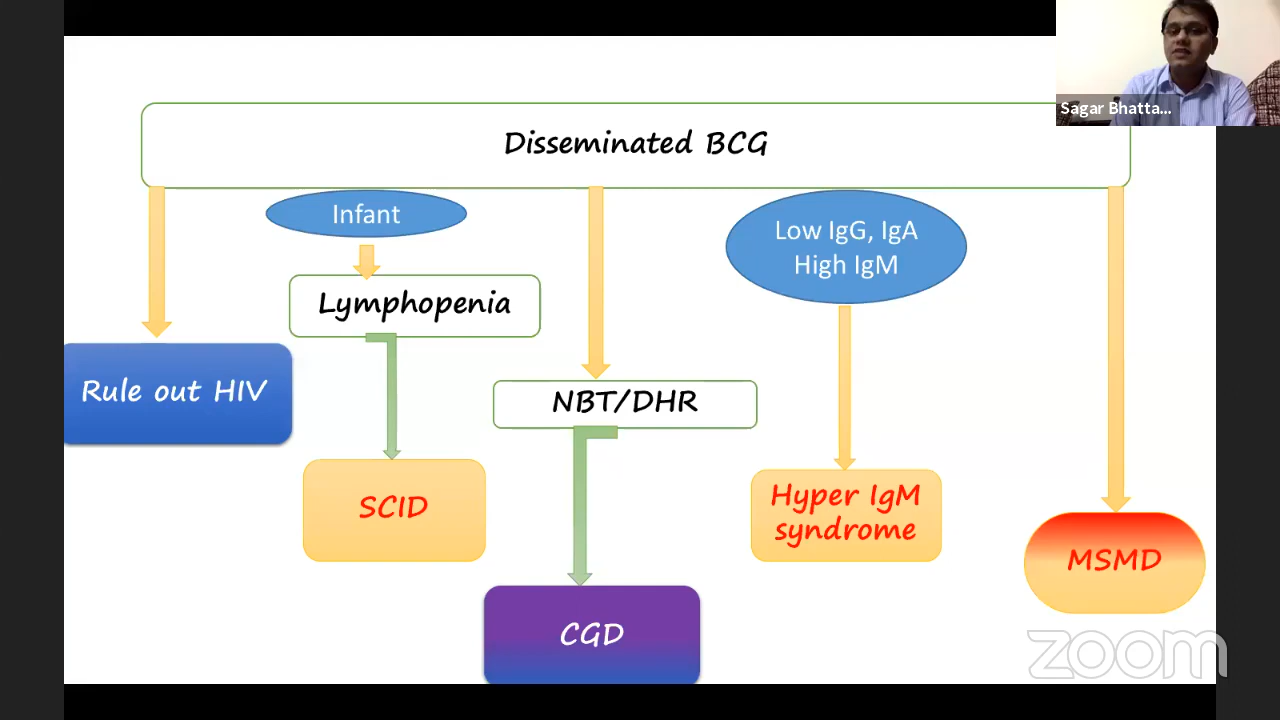 Sagar Bhatta...
Disseminated BCG
Infant
Low IgG, IgA
High IgM
Lymphopenia
Rule out HIV
NBT/DHR
SCID
Hyper IgM
syndrome
MSMD
CGD
zoom